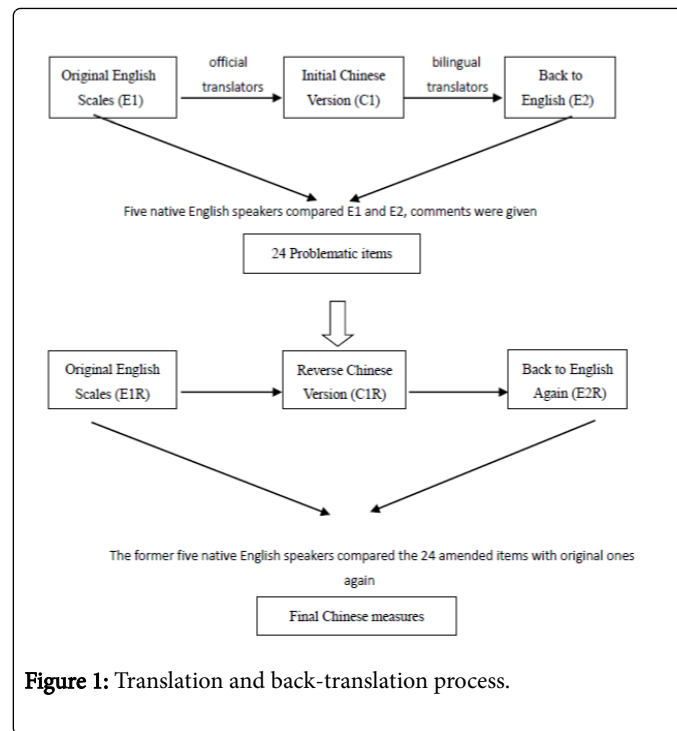 official
translators
bilingual
translators
Original English
Scales (E1)
Initial Chinese
Version (C1)
Back to
English (E2)
Five native English speakers compared E1 and E2, comments were given
24 Problematic items
Original English
Scales (E1R)
Reverse Chinese
Version (C1R)
Back to English
Again (E2R)
The former five native English speakers compared the 24 amended items with original ones
again
Final Chinese measures
Figure 1: Translation and back-translation process.